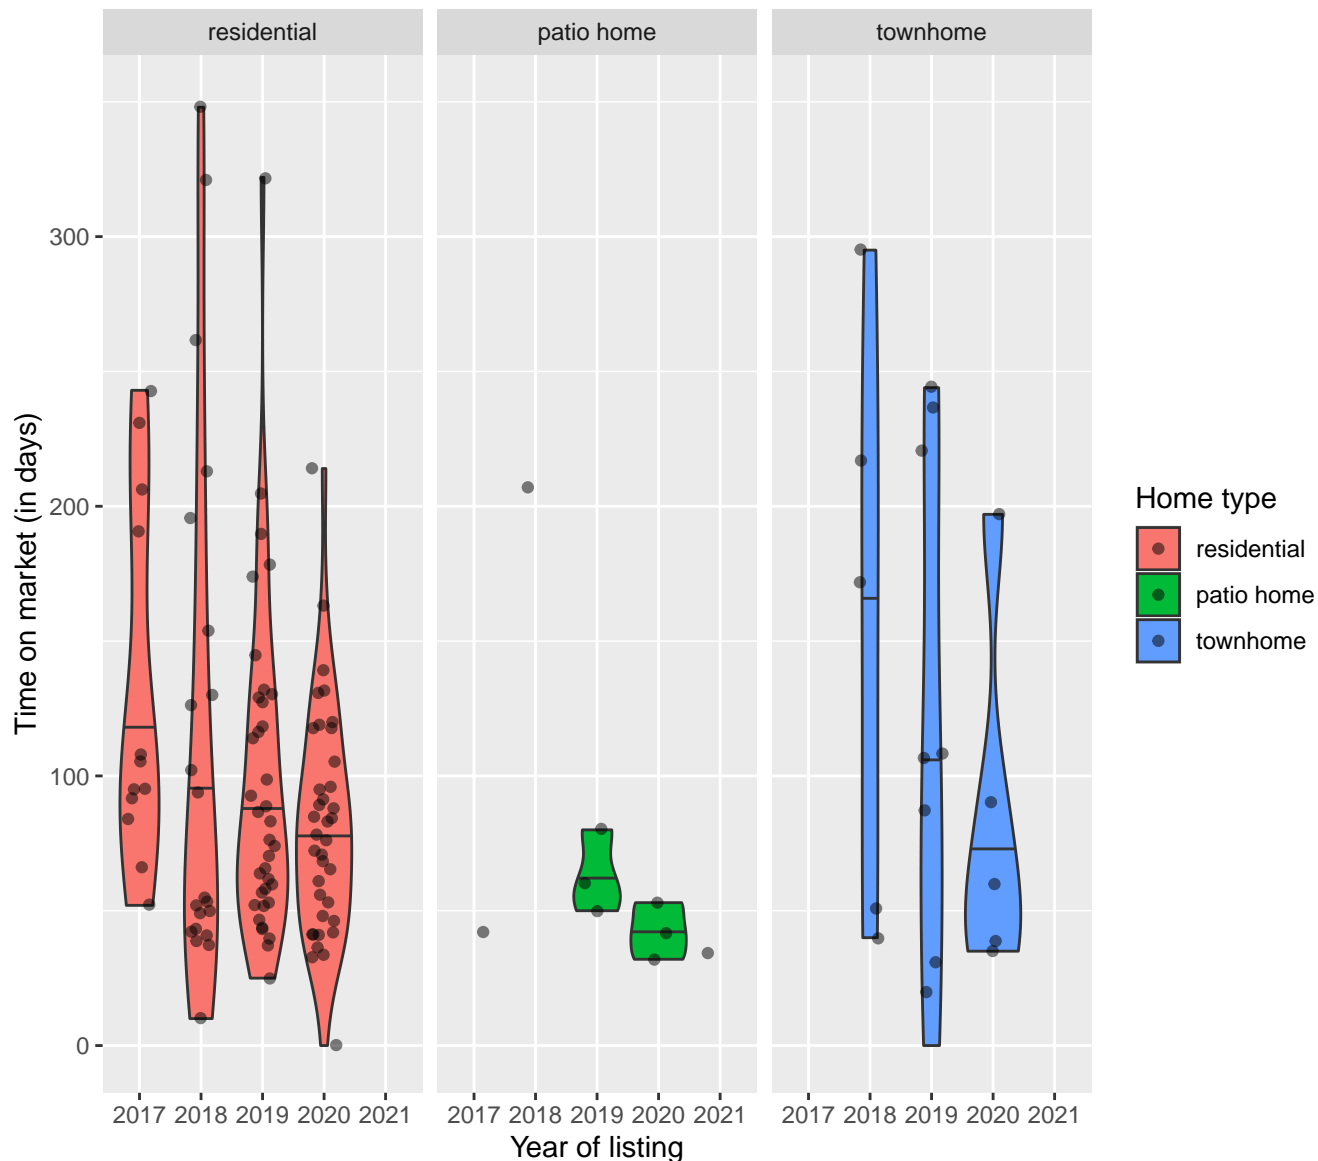 residential
patio home
townhome
Time on market (in days)
300
200
100
0
2017 2018 2019 2020 2021
2017 2018 2019 2020 2021
2017 2018 2019 2020 2021
Year of listing
Home type
residential
patio home
townhome